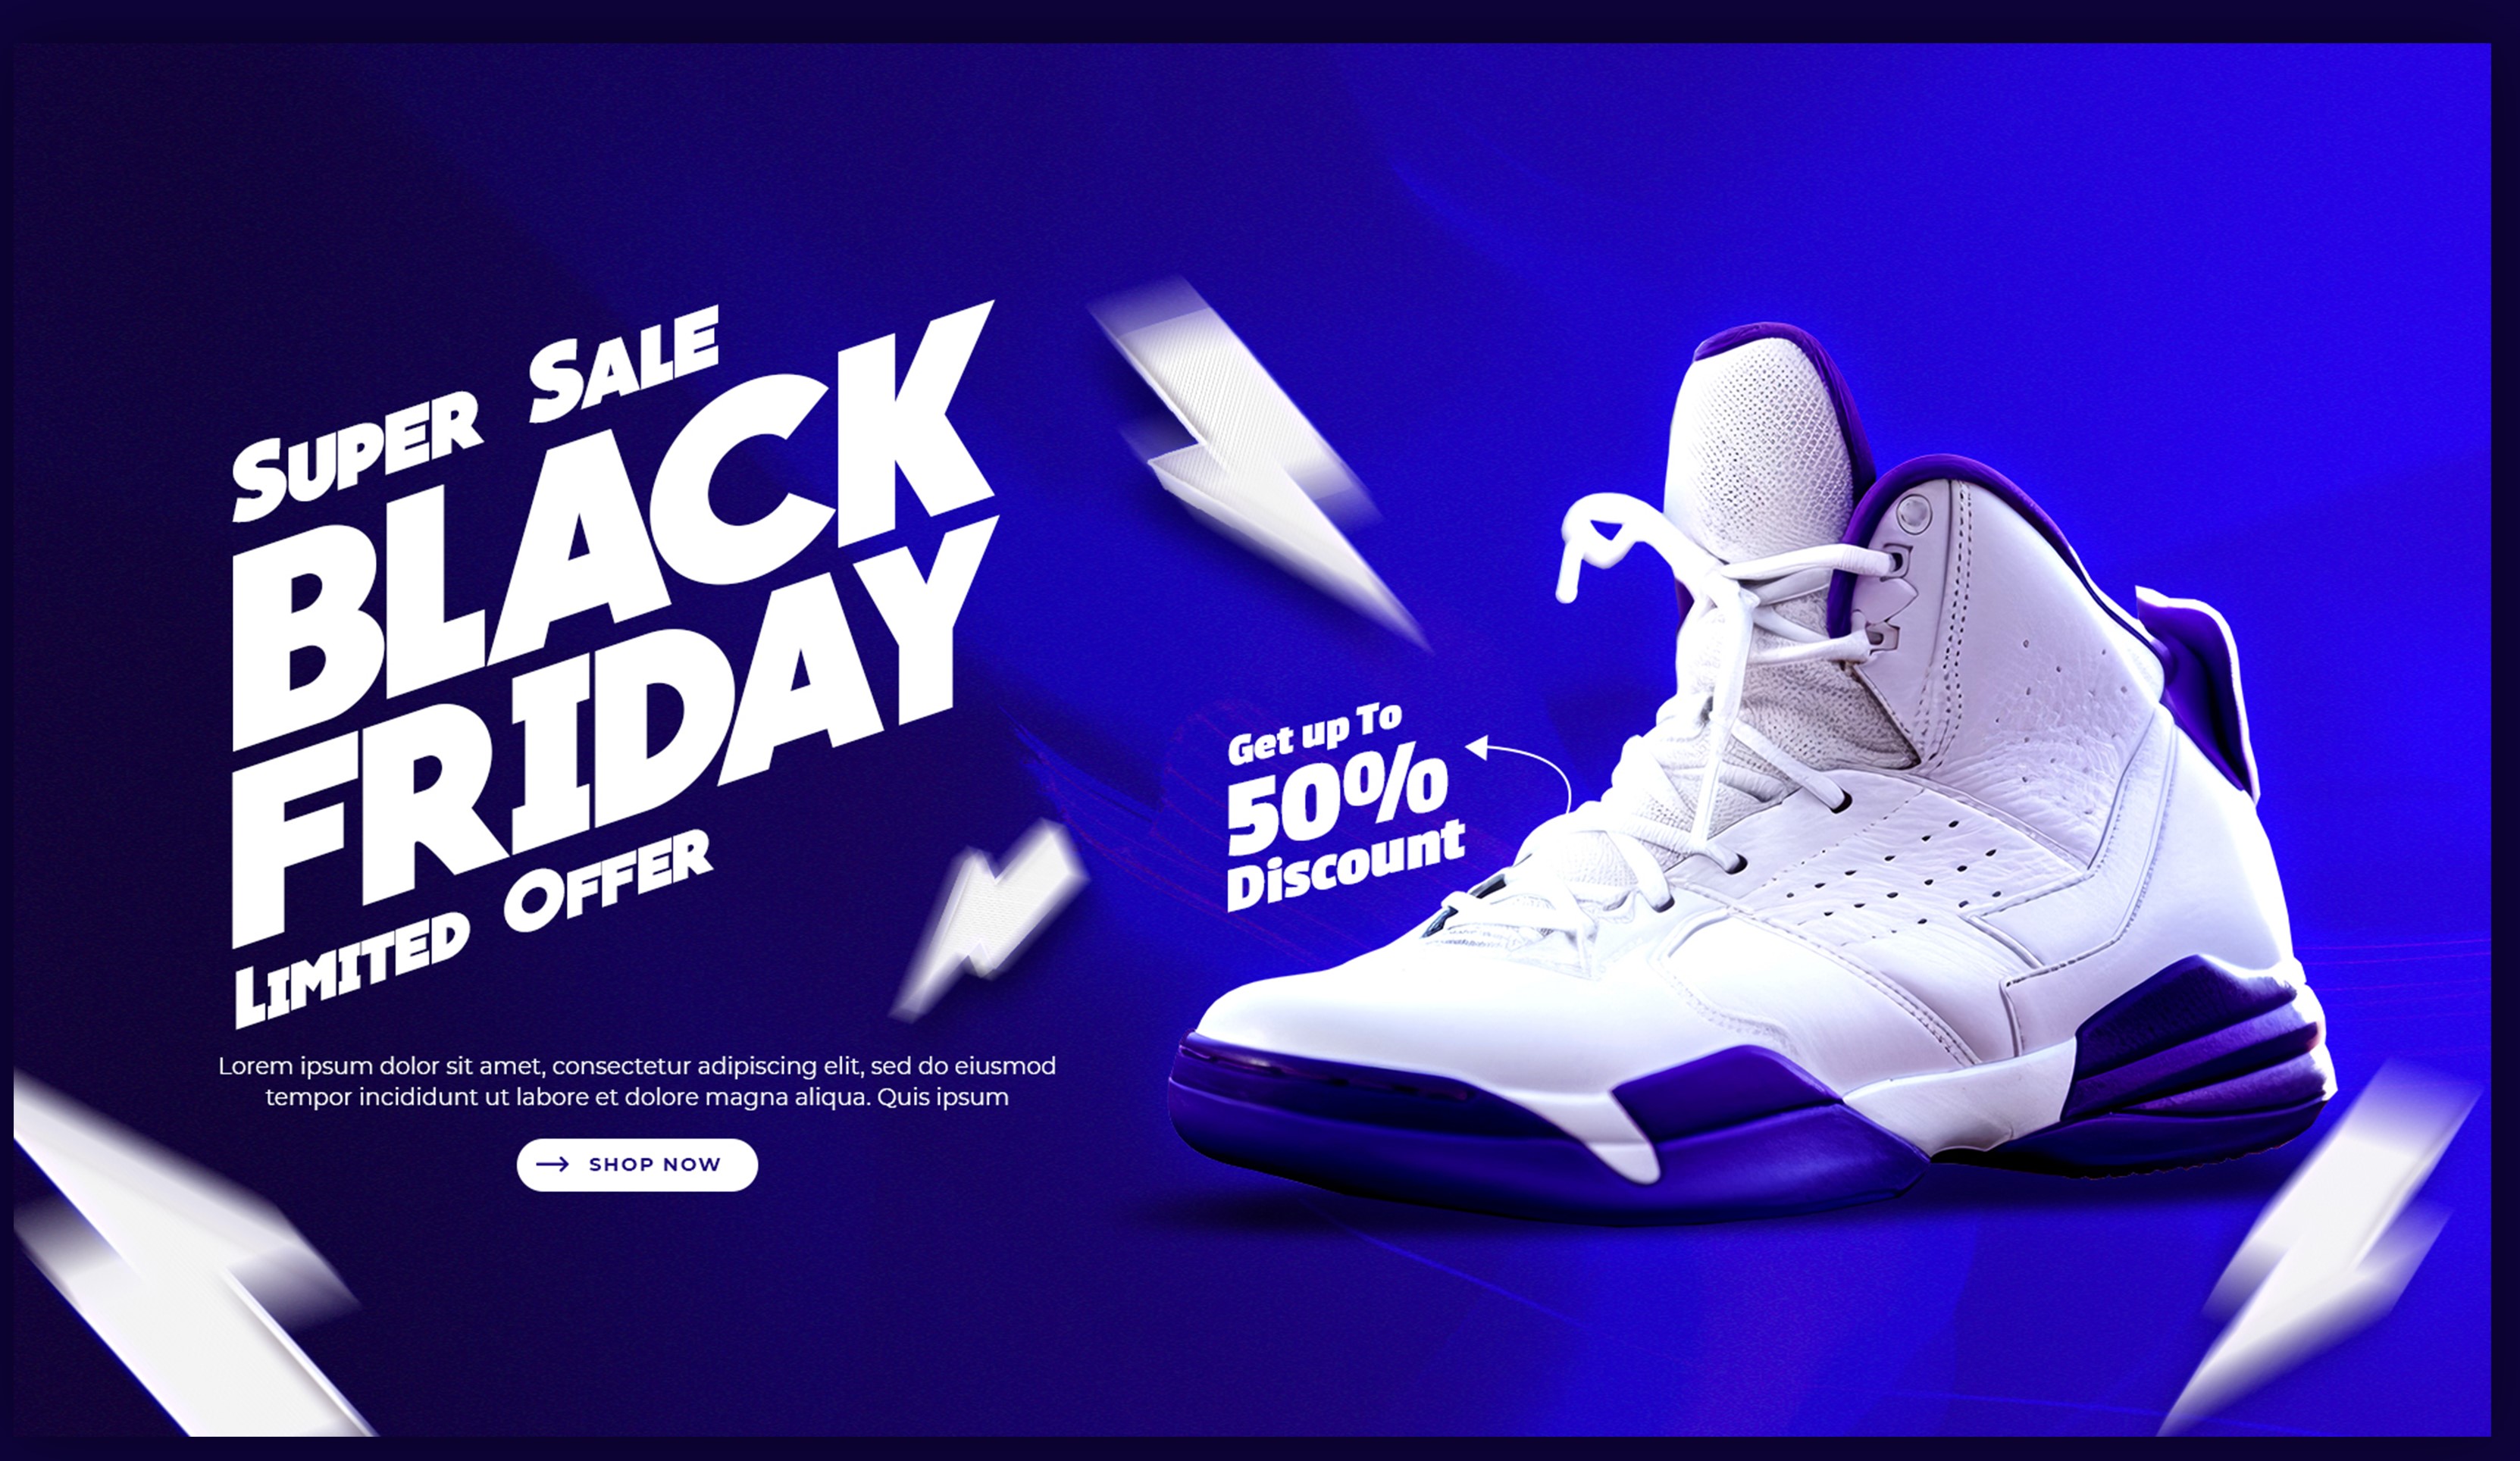 SUPER SALE
BLACK
FRIDAY
LIMITED OFFER
Lorem ipsum dolor sit amet, consectetur adipiscing elit, sed do eiusmod
tempor incididunt ut labore et dolore magna aliqua. Quis ipsum
SHOP NOW
Get up To
50%
Discount